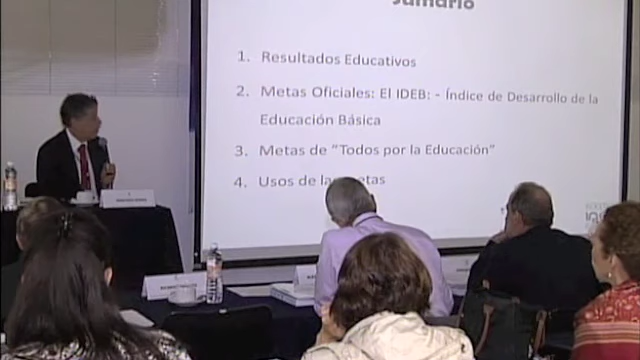 Sumario
1. Resultados Educativos
2. Metas Oficiales: El IDEB: - Índice de Desarrollo de la
Educación Básica
3. Metas de “Todos por la Educación”
4. Usos de las metas